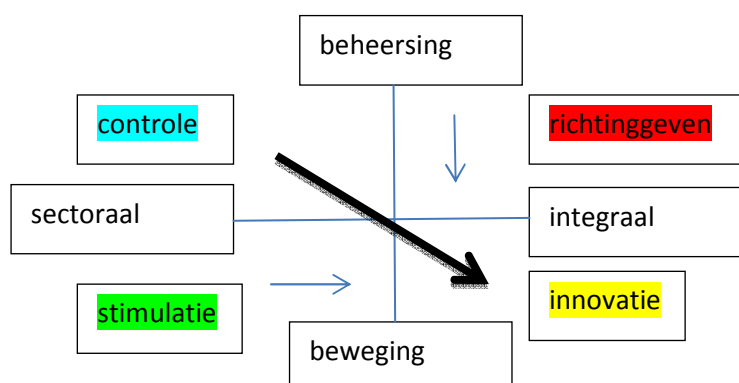 beheersing
controle
richtinggeven
sectoraal
integraal
stimulatie
innovatie
beweging